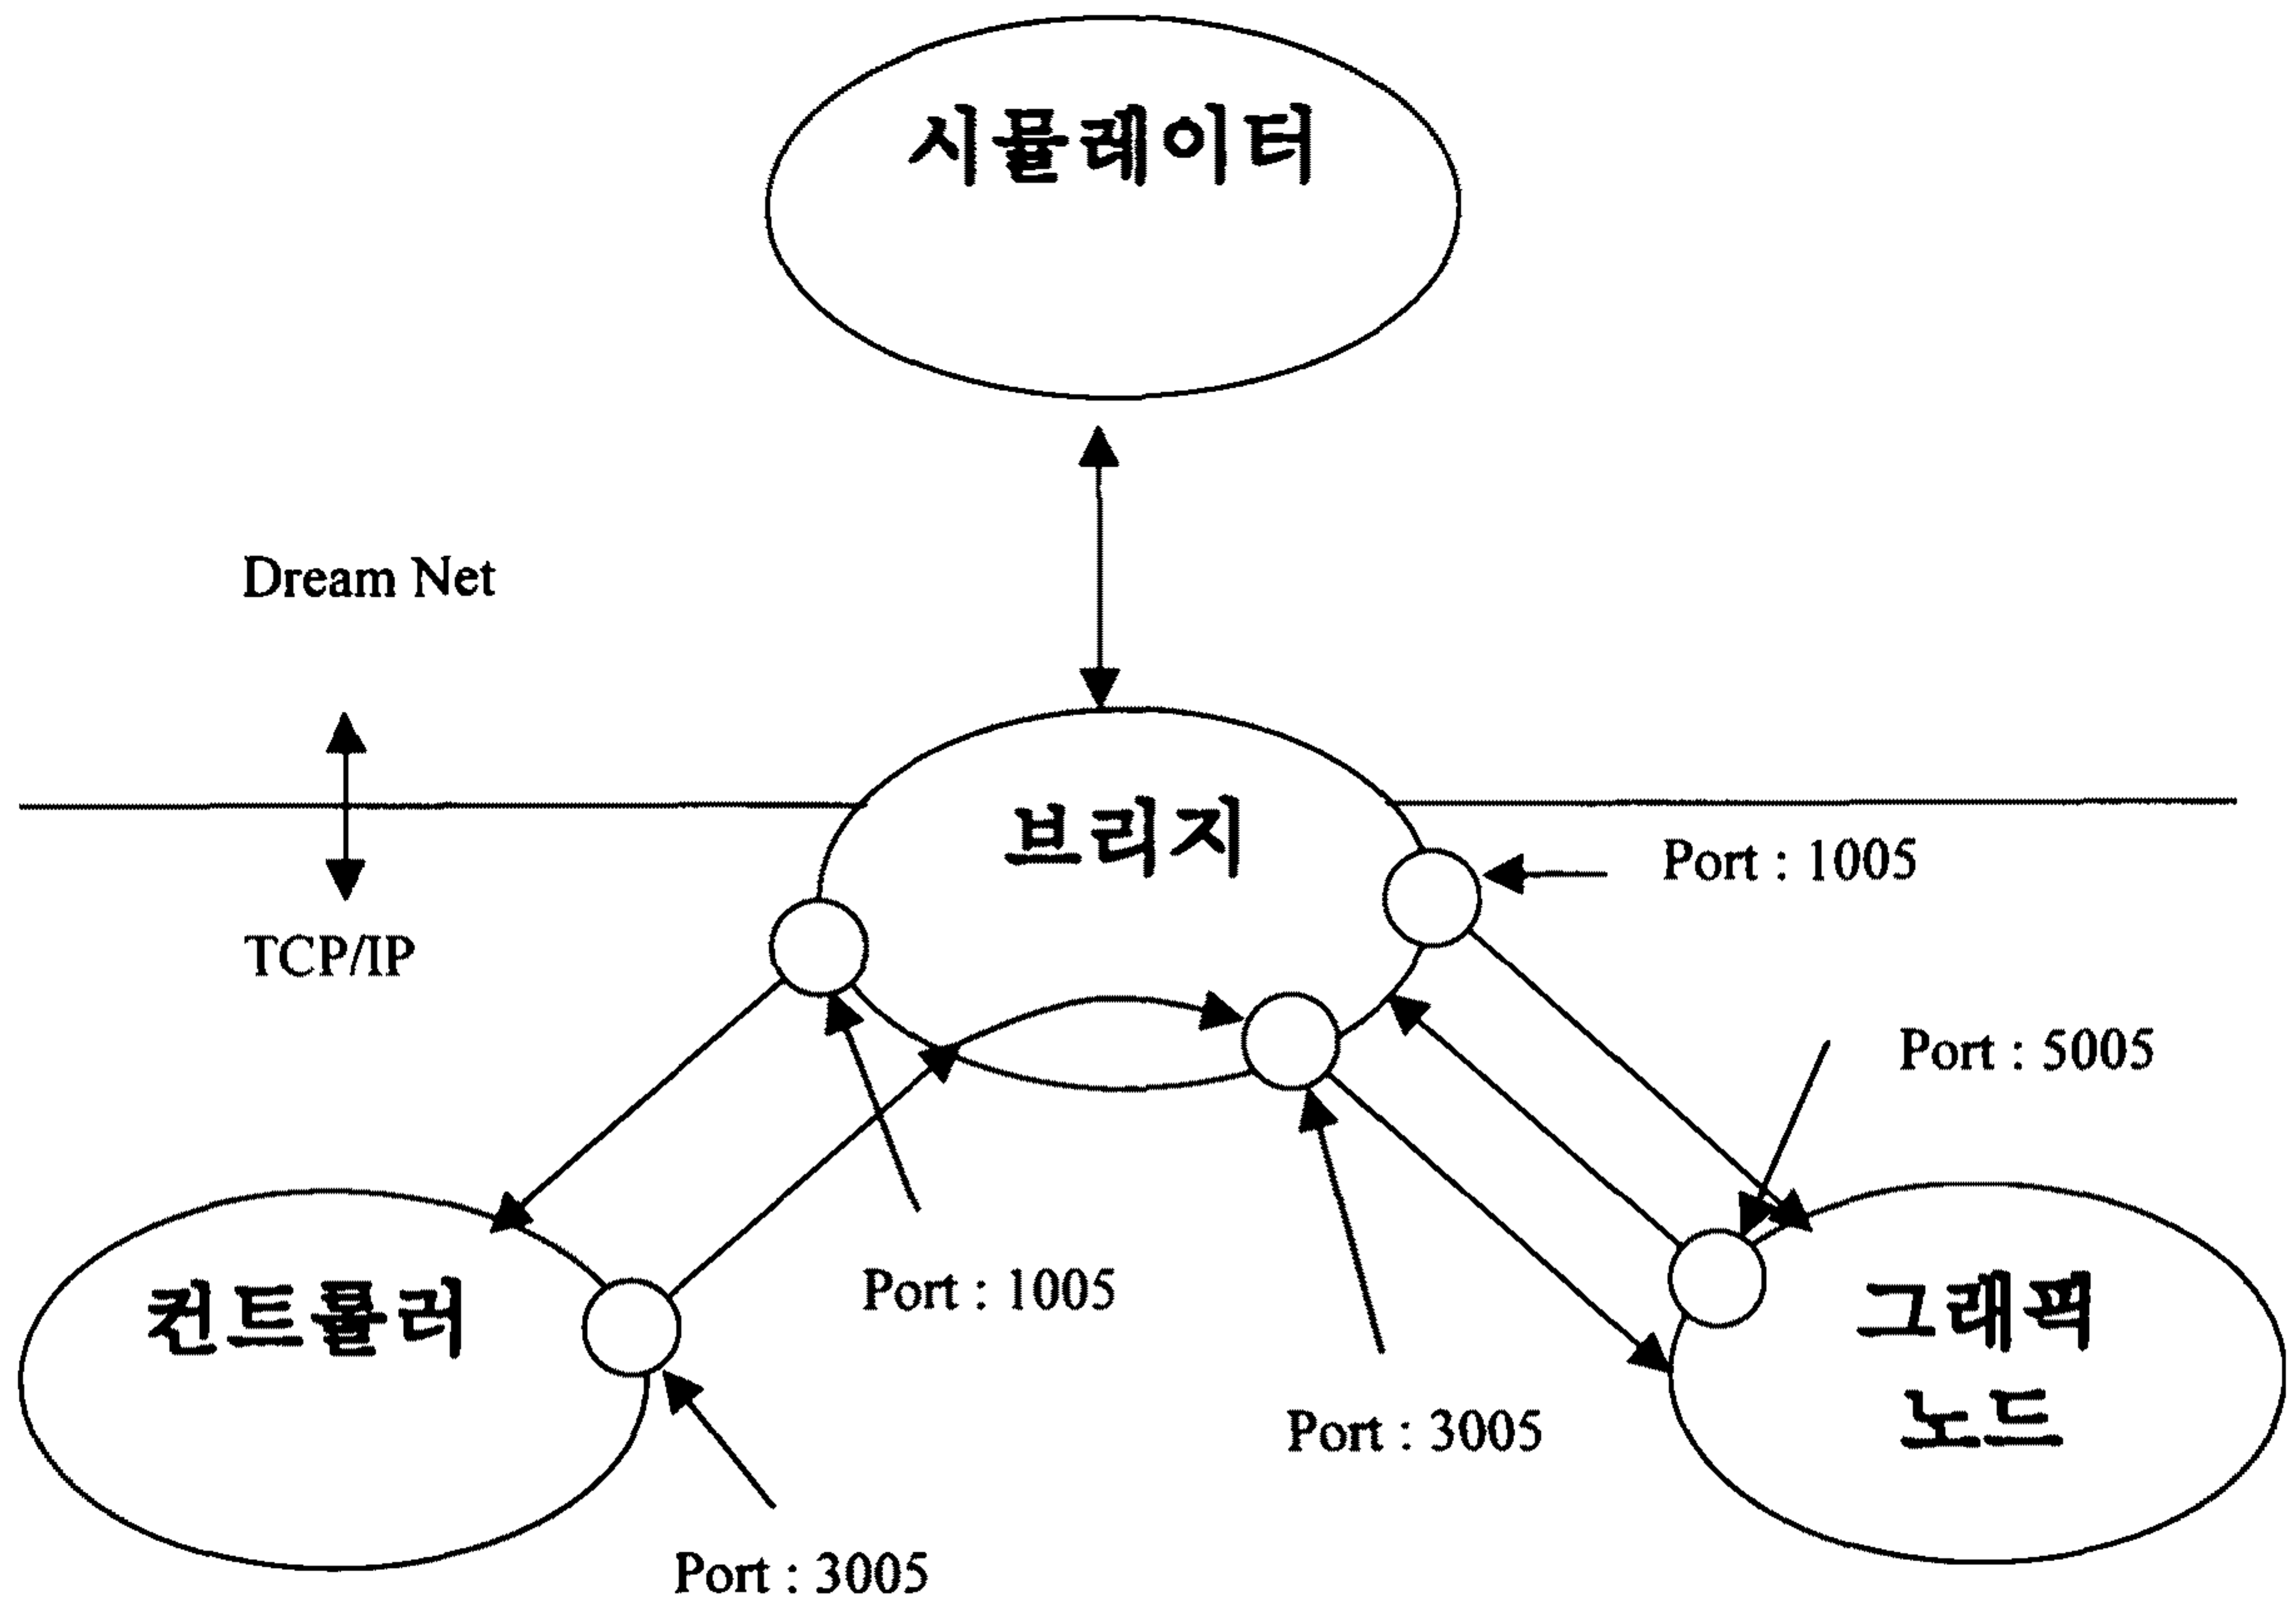 시뮬레이터
Dream Net
브리지
Port : 1005
TCP/IP
Port : 5005
컨트롤러
Port : 1005
그래픽
노드
Port : 3005
Port : 3005